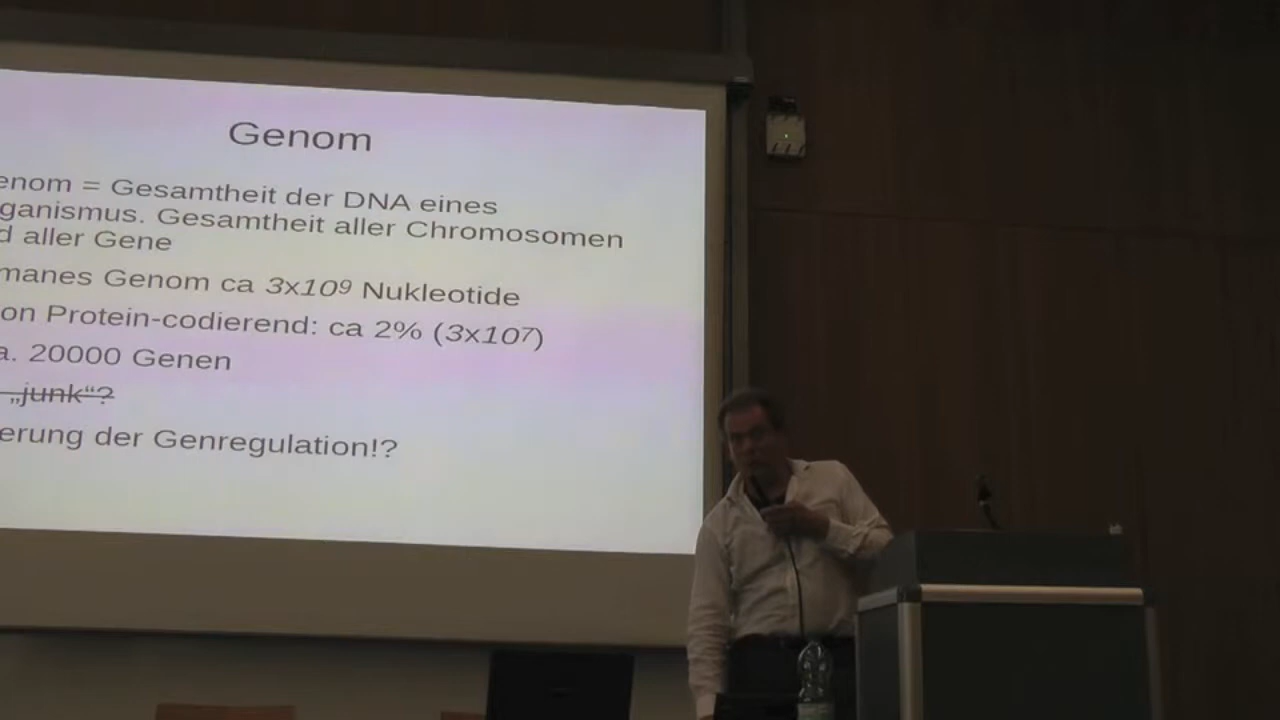 Genom
enom = Gesamtheit der DNA eines
ganismus. Gesamtheit aller Chromosomen
d aller Gene
manes Genom ca 3x10⁹ Nukleotide
on Protein-codierend: ca 2% (3x10⁷)
a. 20000 Genen
„junk“?
erung der Genregulation!?